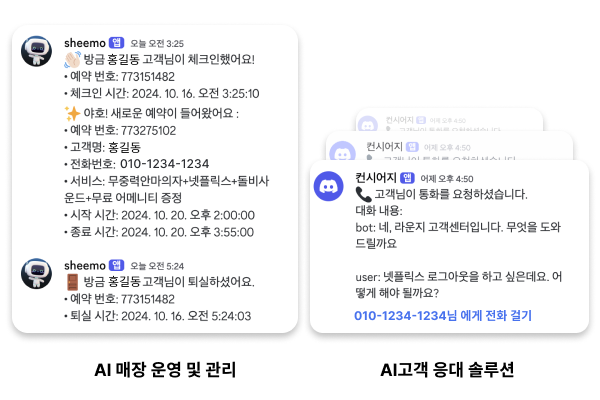 sheemo 앱 오늘 오전 3:25
👋🏻 방금 홍길동 고객님이 체크인했어요!
• 예약 번호: 773151482
• 체크인 시간: 2024. 10. 16. 오전 3:25:10
✨ 야호! 새로운 예약이 들어왔어요 :
• 예약 번호: 773275102
• 고객명: 홍길동
• 전화번호: 010-1234-1234
• 서비스: 무중력안마의자+넷플릭스+돌비사
운드+무료 어메니티 증정
• 시작 시간: 2024. 10. 20. 오후 2:00:00
• 종료 시간: 2024. 10. 20. 오후 3:55:00
sheemo 앱 오늘 오전 5:24
🚪 방금 홍길동 고객님이 퇴실하셨어요.
• 예약 번호: 773151482
• 퇴실 시간: 2024. 10. 16. 오전 5:24:03
AI 매장 운영 및 관리
컨시어지 앱 어제 오후 4:50
컨시어지 앱 어제 오후 4:50
컨시어지 앱 어제 오후 4:50
📞 고객님이 통화를 요청하셨습니다.
대화 내용:
bot: 네, 라운지 고객센터입니다. 무엇을 도와
드릴까요
user: 넷플릭스 로그아웃을 하고 싶은데요. 어
떻게 해야 될까요?
010-1234-1234님 에게 전화 걸기
AI고객 응대 솔루션